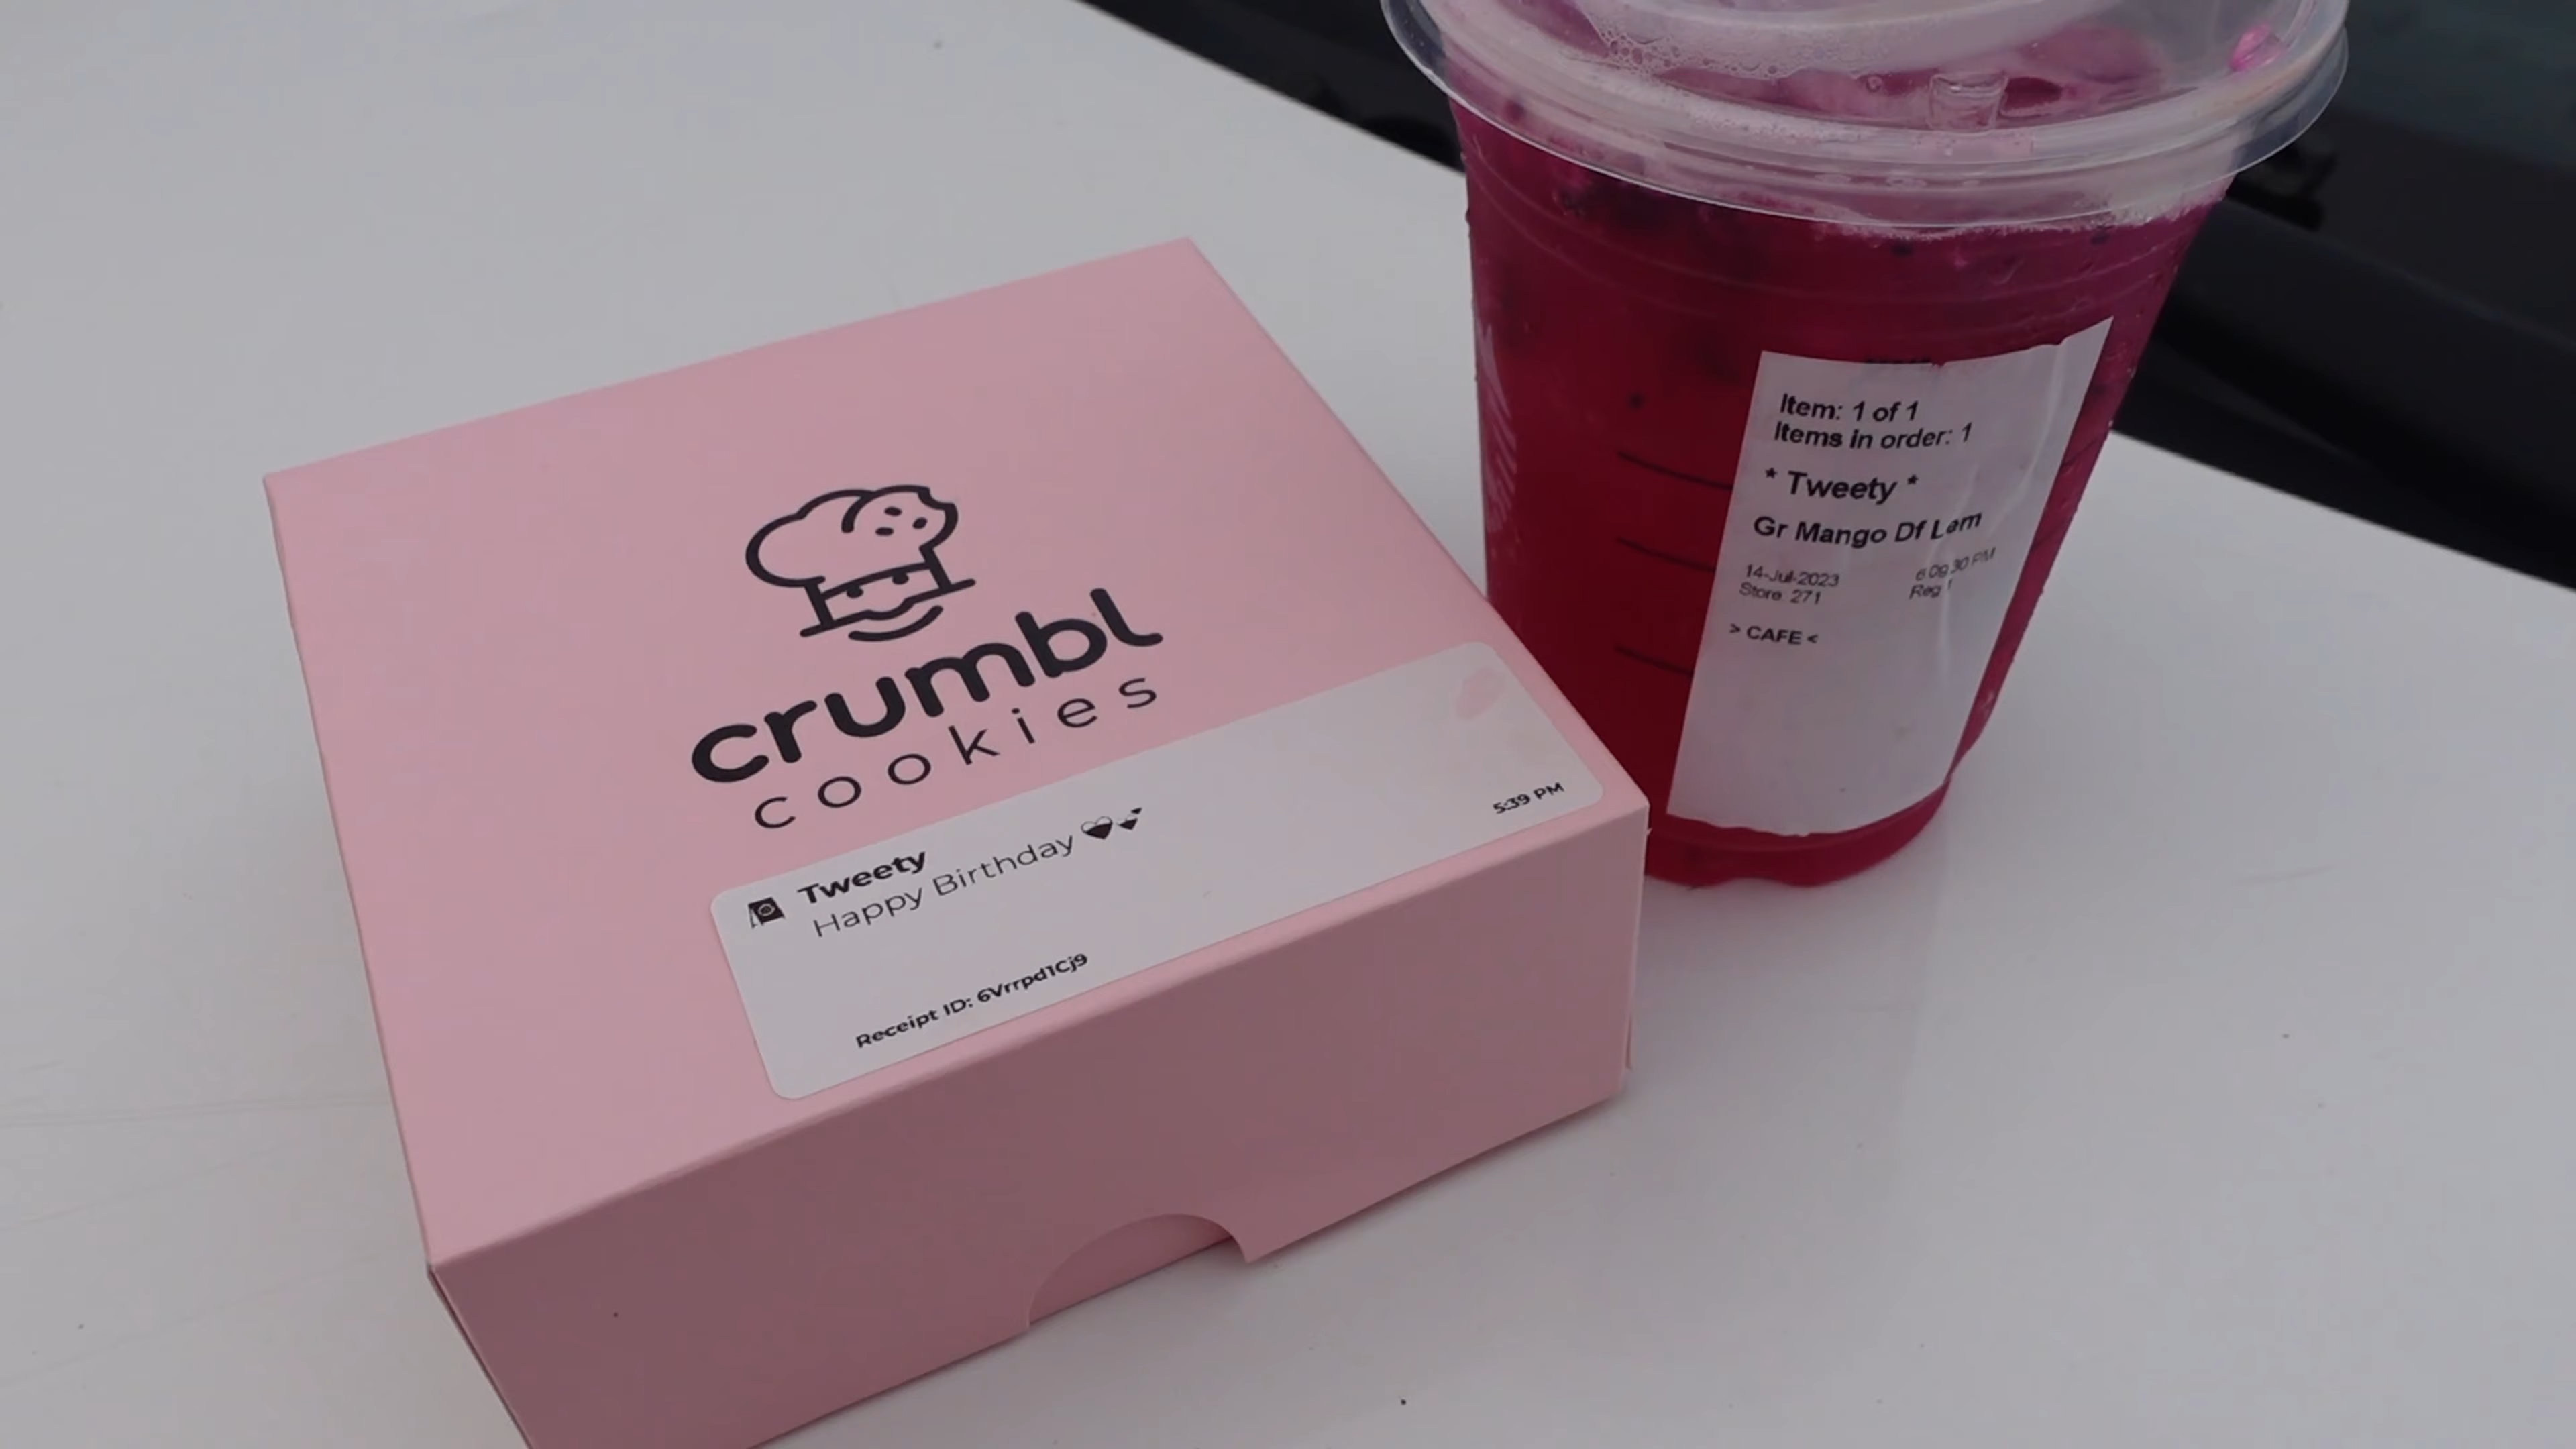 crumbl
cookies
Tweety
Happy Birthday
5:39 PM
Receipt ID: 6Vrrpd1Cj9
Item: 1 of 1
Items in order: 1
* Tweety *
Gr Mango Df Lem
14-Jul-2023
Store 271
Reg 1
> CAFE <